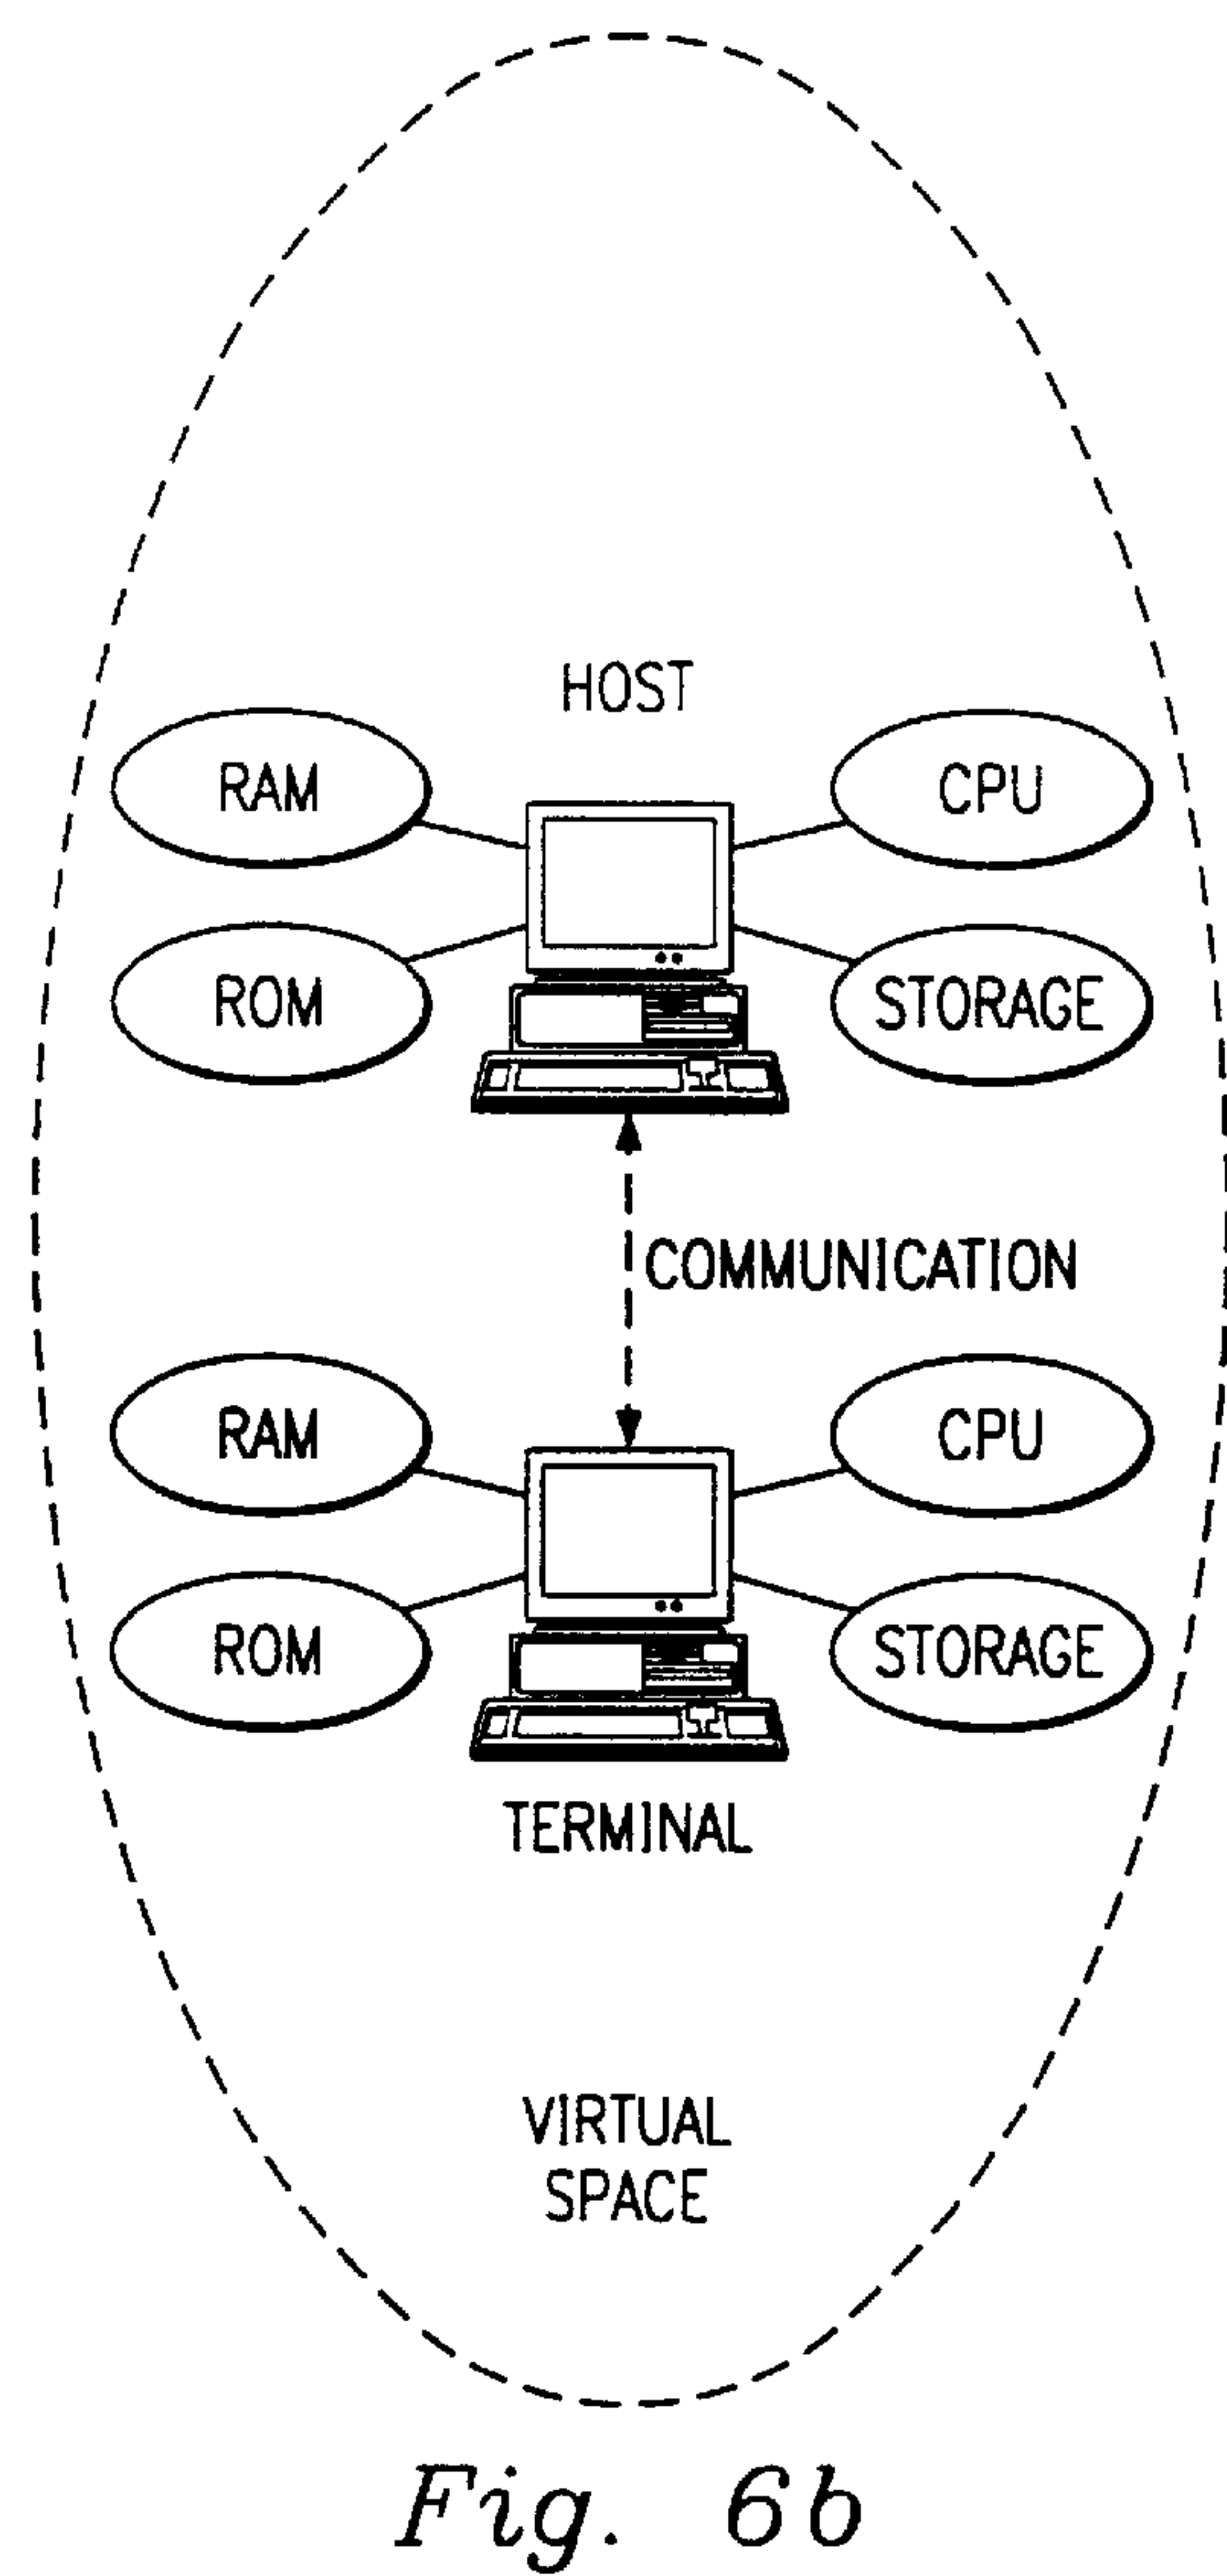 HOST
RAM
CPU
ROM
STORAGE
COMMUNICATION
RAM
CPU
ROM
STORAGE
TERMINAL
VIRTUAL
SPACE
Fig. 6b